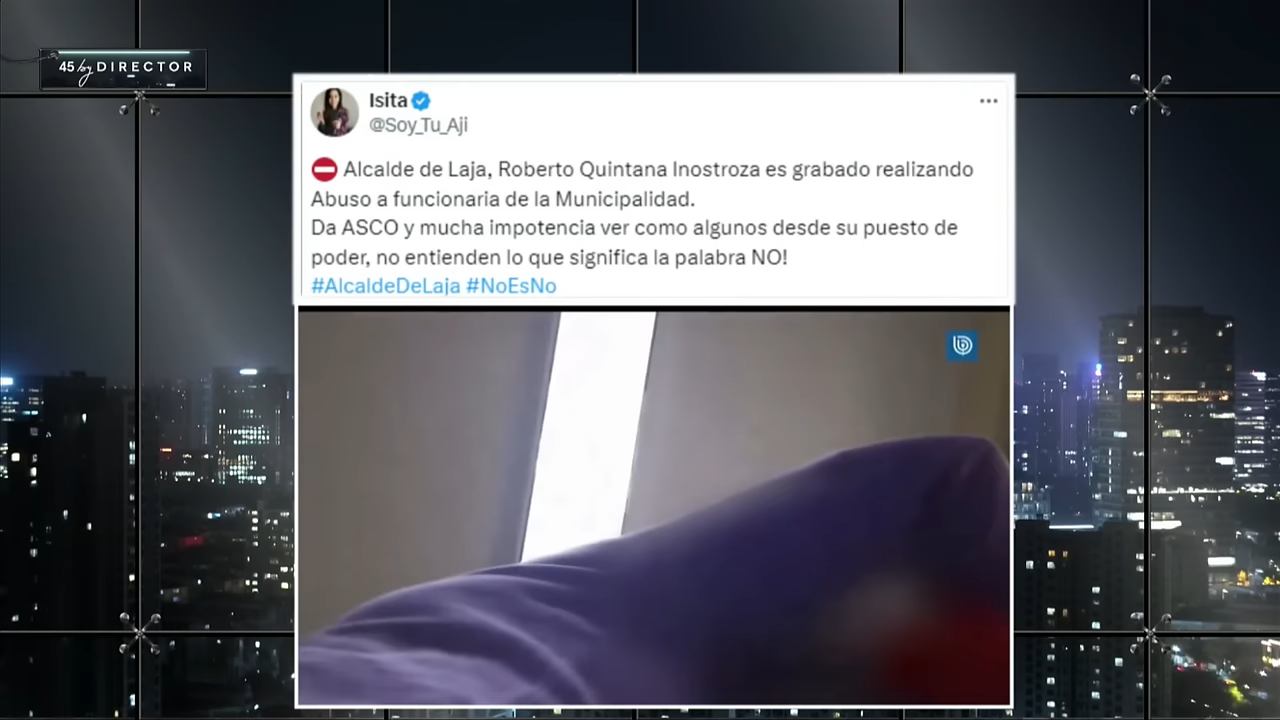 45 by DIRECTOR
Isita
@Soy_Tu_Aji
Alcalde de Laja, Roberto Quintana Inostroza es grabado realizando
Abuso a funcionaria de la Municipalidad.
Da ASCO y mucha impotencia ver como algunos desde su puesto de
poder, no entienden lo que significa la palabra NO!
#AlcaldeDeLaja #NoEsNo